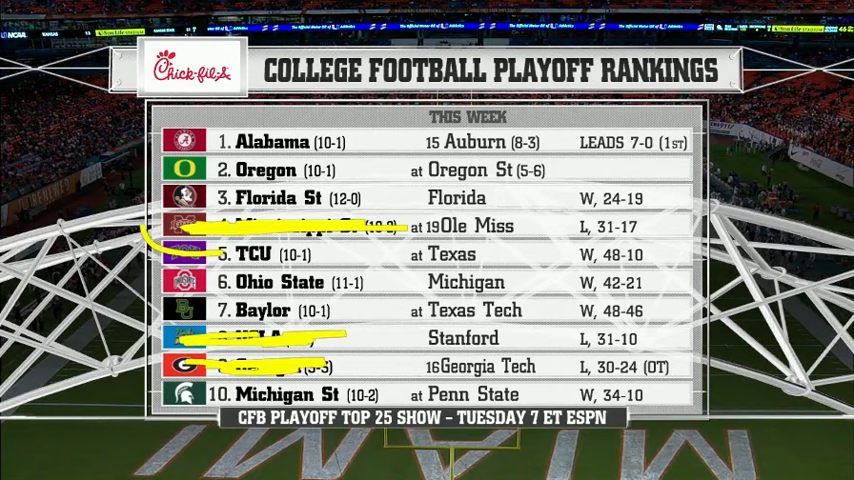 Chick-fil-A
COLLEGE FOOTBALL PLAYOFF RANKINGS
THIS WEEK
1. Alabama (10-1) 15 Auburn (8-3) LEADS 7-0 (1ST)
2. Oregon (10-1) at Oregon St (5-6)
3. Florida St (12-0) Florida W, 24-19
at 19 Ole Miss L, 31-17
5. TCU (10-1) at Texas W, 48-10
6. Ohio State (11-1) Michigan W, 42-21
7. Baylor (10-1) at Texas Tech W, 48-46
Stanford L, 31-10
16 Georgia Tech L, 30-24 (OT)
10. Michigan St (10-2) at Penn State W, 34-10
CFB PLAYOFF TOP 25 SHOW - TUESDAY 7 ET ESPN
MIAMI